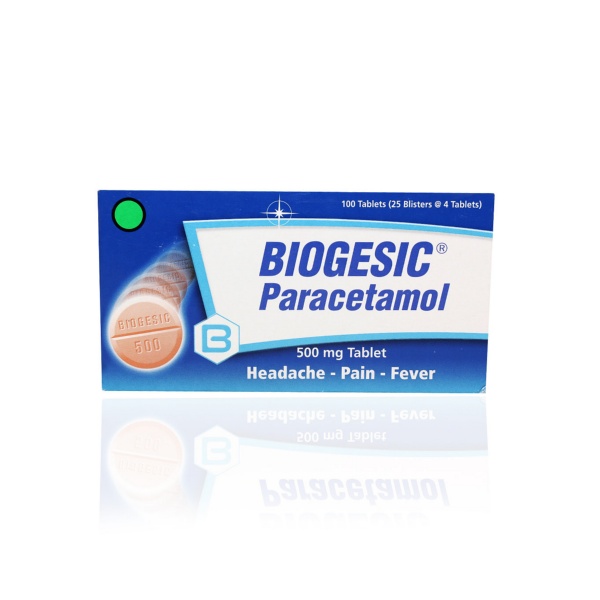 100 Tablets (25 Blisters @ 4 Tablets)
BIOGESIC®
Paracetamol
BIOGESIC
500
B
500 mg Tablet
Headache - Pain - Fever